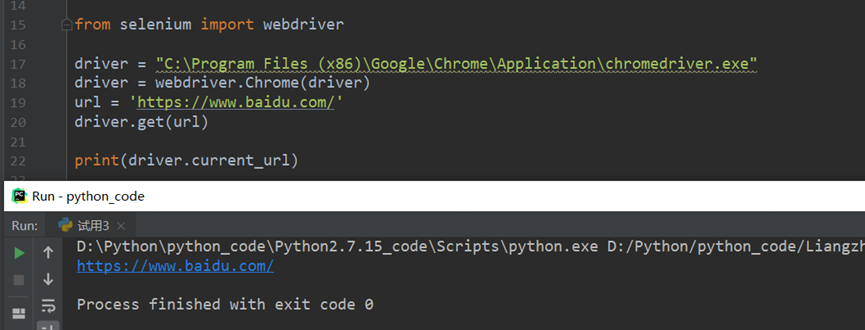 14
15 from selenium import webdriver
16
17 driver = "C:\Program Files (x86)\Google\Chrome\Application\chromedriver.exe"
18 driver = webdriver.Chrome(driver)
19 url = 'https://www.baidu.com/'
20 driver.get(url)
21
22 print(driver.current_url)
Run - python_code
Run: 试用3
D:\Python\python_code\Python2.7.15_code\Scripts\python.exe D:/Python/python_code/Liangzh
https://www.baidu.com/
Process finished with exit code 0